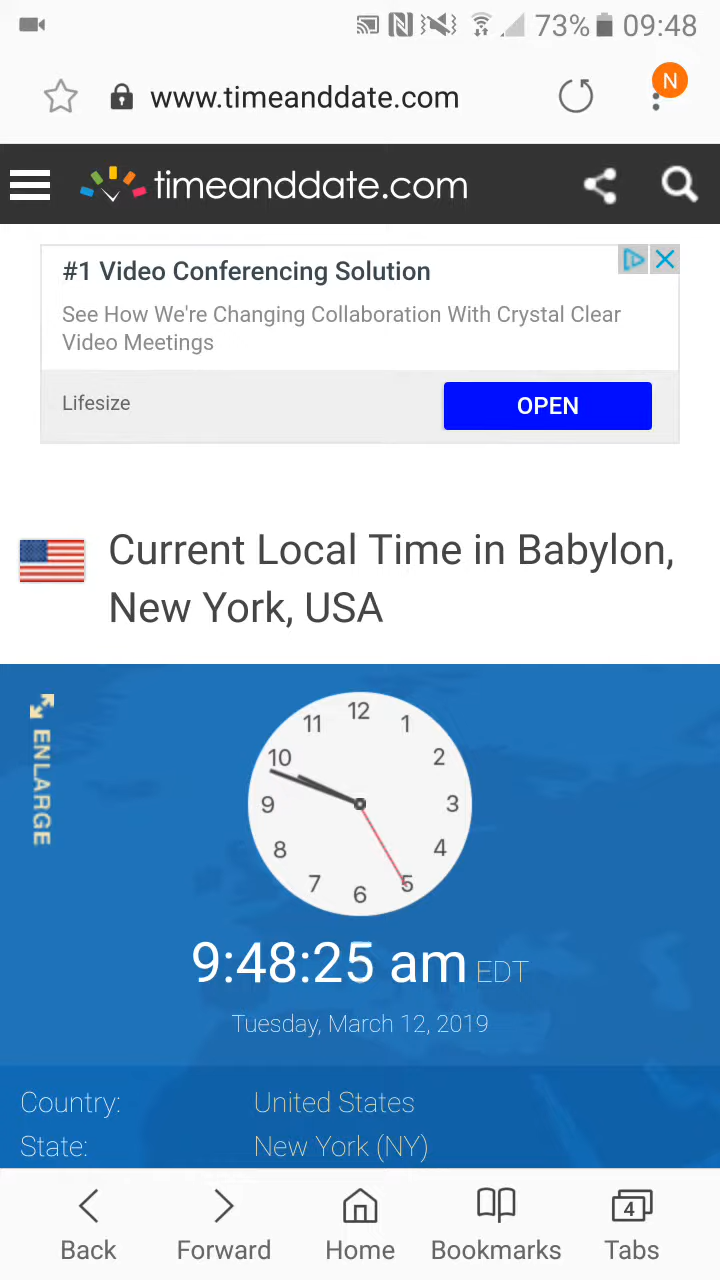 73% 09:48
www.timeanddate.com
N
timeanddate.com
#1 Video Conferencing Solution
See How We're Changing Collaboration With Crystal Clear
Video Meetings
Lifesize
OPEN
Current Local Time in Babylon,
New York, USA
ENLARGE
12
11 1
10 2
9 3
8 4
7 5
6
9:48:25 am EDT
Tuesday, March 12, 2019
Country: United States
State: New York (NY)
4
Back Forward Home Bookmarks Tabs